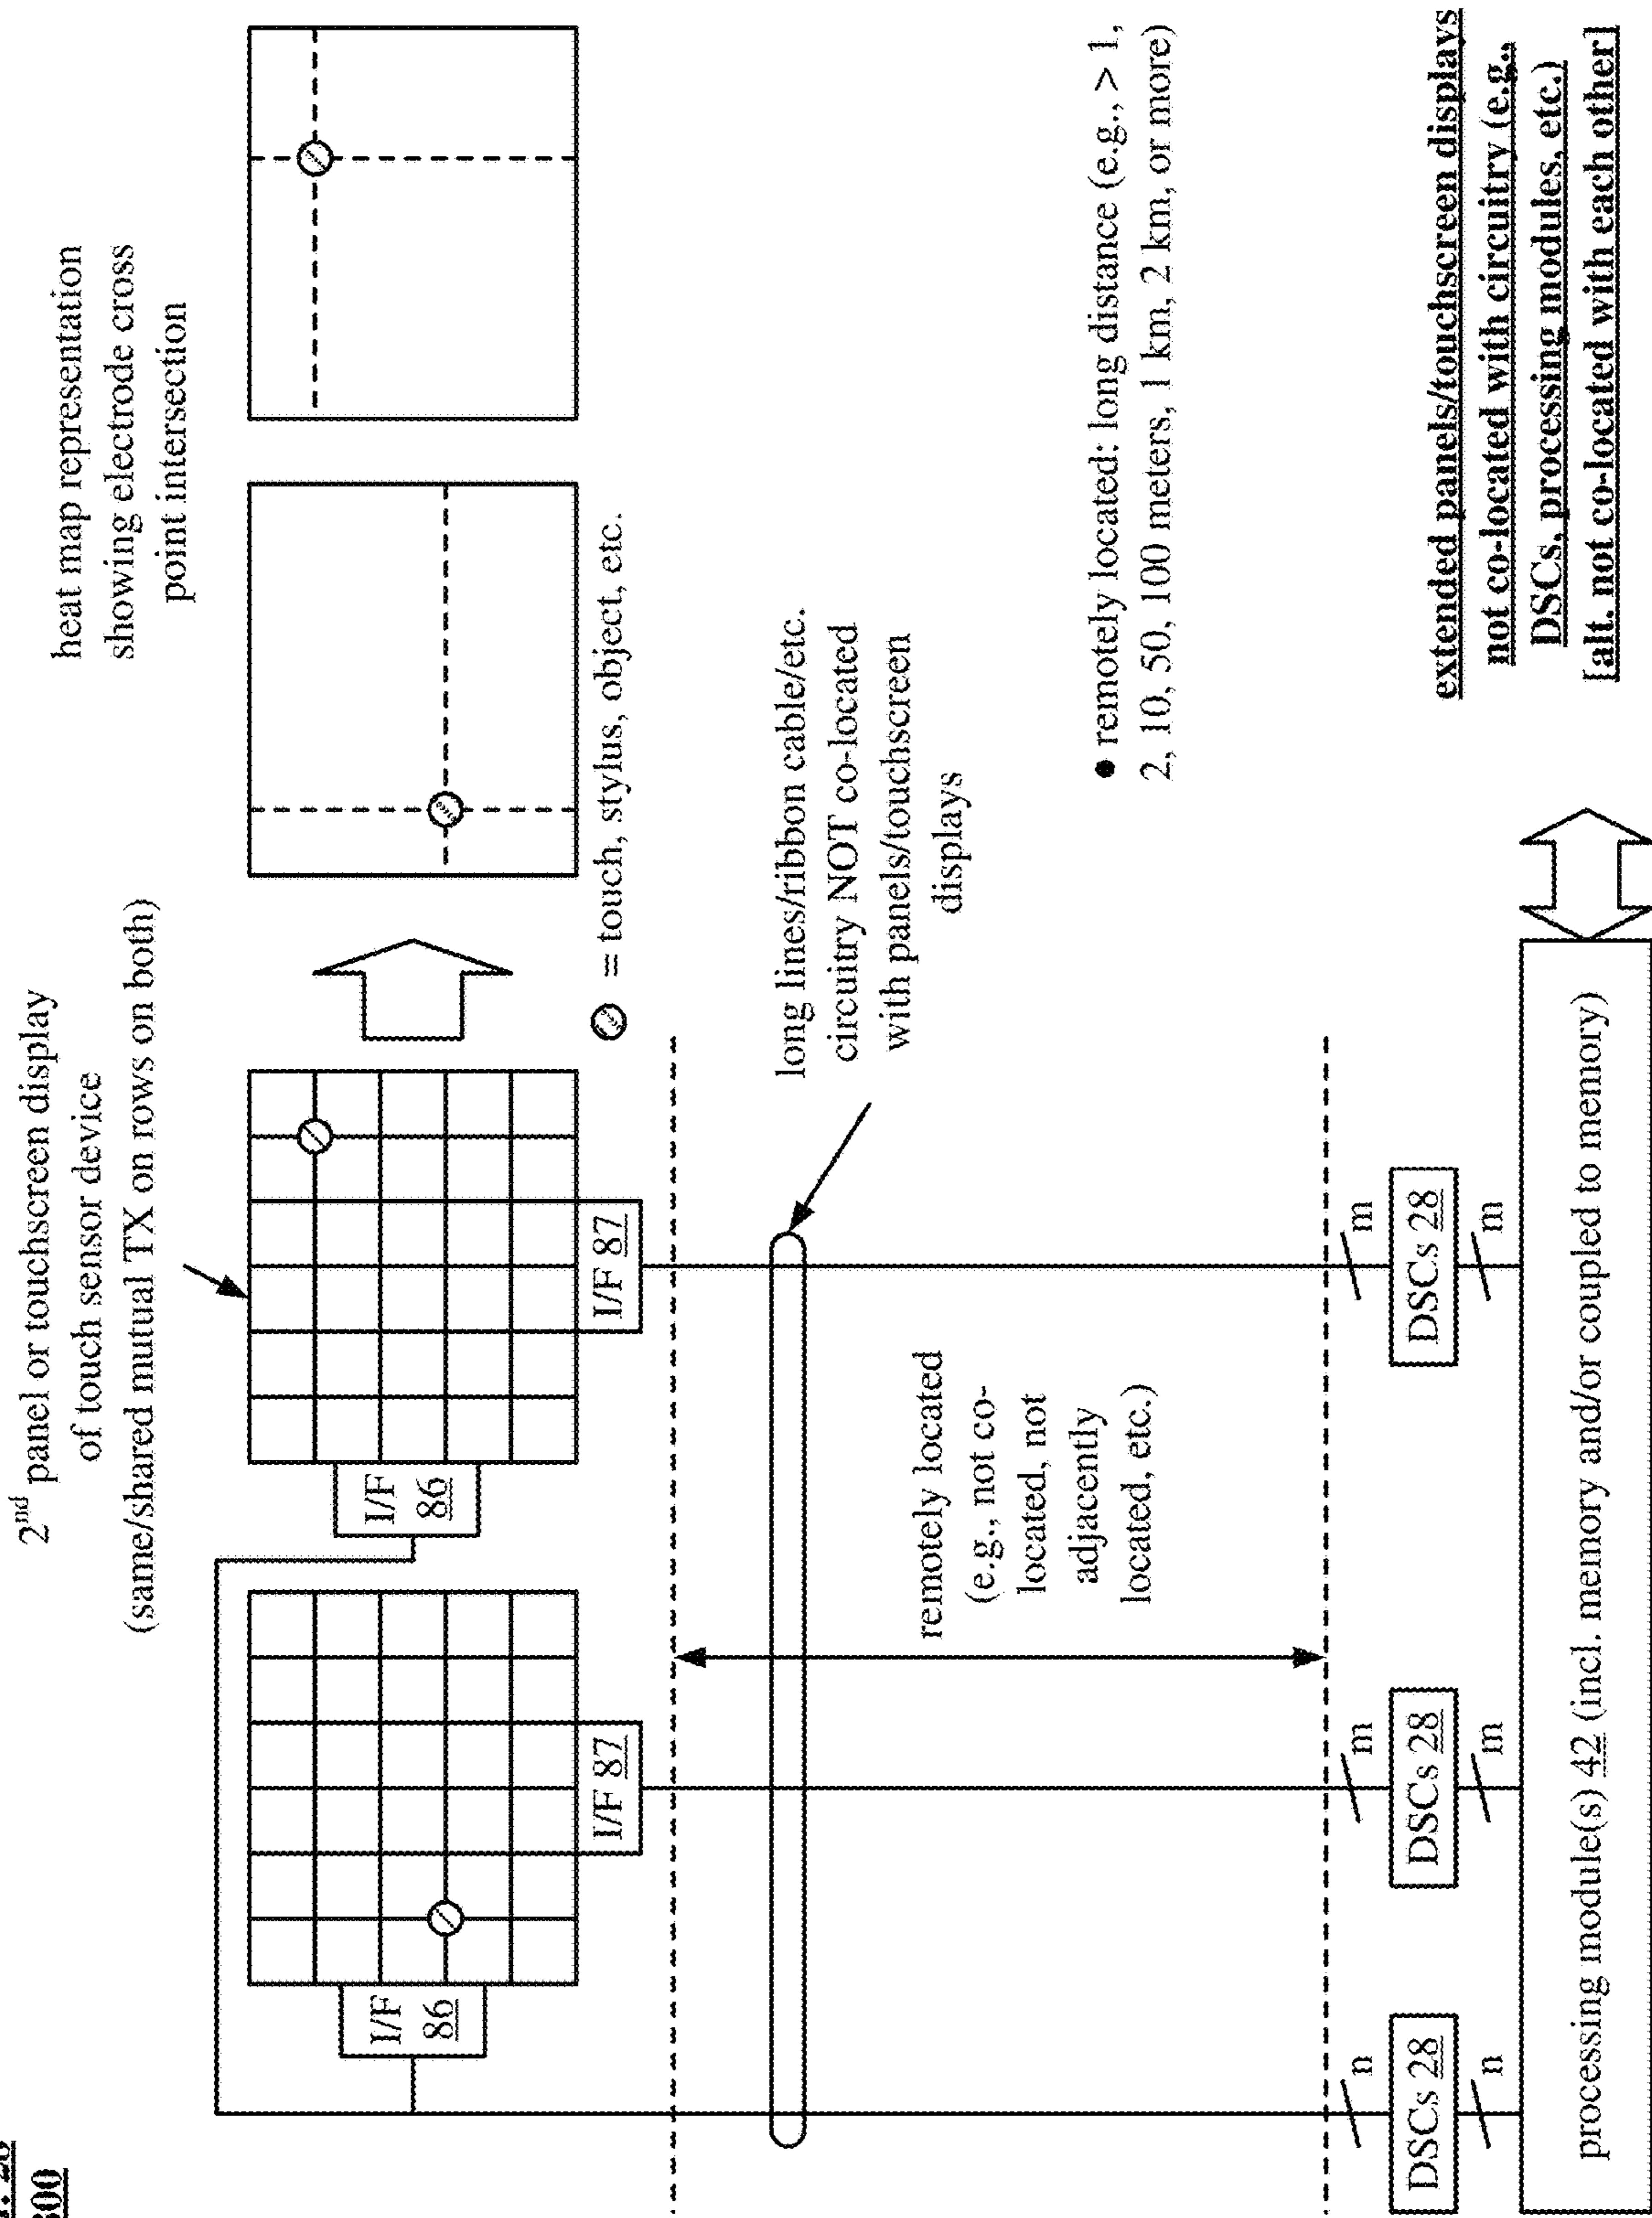 300
2nd panel or touchscreen display
of touch sensor device
(same/shared mutual TX on rows on both)
heat map representation
showing electrode cross
point intersection
I/F
86
I/F 87
I/F
86
I/F 87
= touch, stylus, object, etc.
long lines/ribbon cable/etc.
circuitry NOT co-located
with panels/touchscreen
displays
remotely located
(e.g., not co-
located, not
adjacently
located, etc.)
● remotely located: long distance (e.g., > 1,
2, 10, 50, 100 meters, 1 km, 2 km, or more)
n
m
m
DSCs 28
DSCs 28
DSCs 28
n
m
m
processing module(s) 42 (incl. memory and/or coupled to memory)
extended panels/touchscreen displays
not co-located with circuitry (e.g.,
DSCs, processing modules, etc.)
[alt. not co-located with each other]